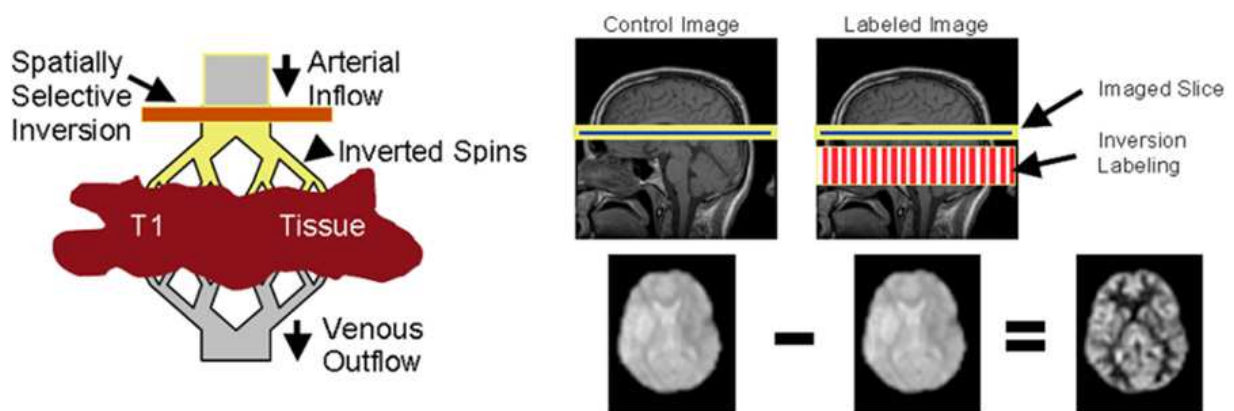 Spatially
Selective
Inversion
Arterial
Inflow
Inverted Spins
T1
Tissue
Venous
Outflow
Control Image
Labeled Image
Imaged Slice
Inversion
Labeling